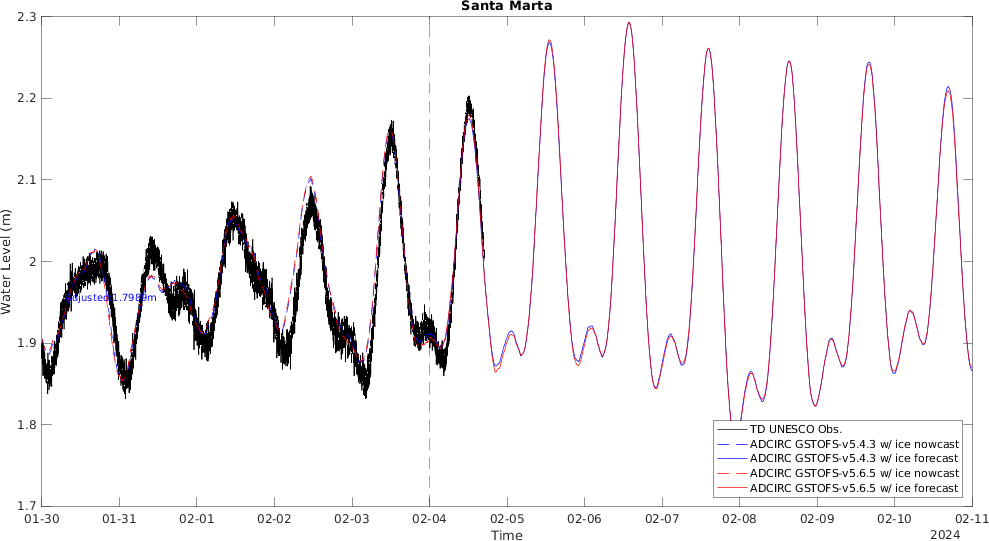 Santa Marta
2.3
2.2
2.1
2
1.9
1.8
1.7
Water Level (m)
adjusted 1.7989m
TD UNESCO Obs.
ADCIRC GSTOFS-v5.4.3 w/ ice nowcast
ADCIRC GSTOFS-v5.4.3 w/ ice forecast
ADCIRC GSTOFS-v5.6.5 w/ ice nowcast
ADCIRC GSTOFS-v5.6.5 w/ ice forecast
01-30 01-31 02-01 02-02 02-03 02-04 02-05 02-06 02-07 02-08 02-09 02-10 02-11
Time
2024